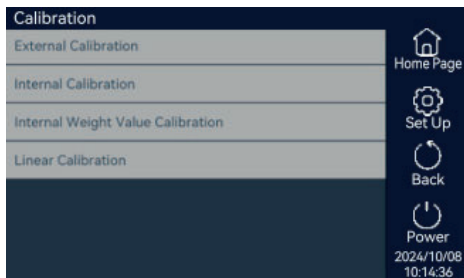 Calibration
External Calibration
Internal Calibration
Internal Weight Value Calibration
Linear Calibration
Home Page
Set Up
Back
Power
2024/10/08
10:14:36